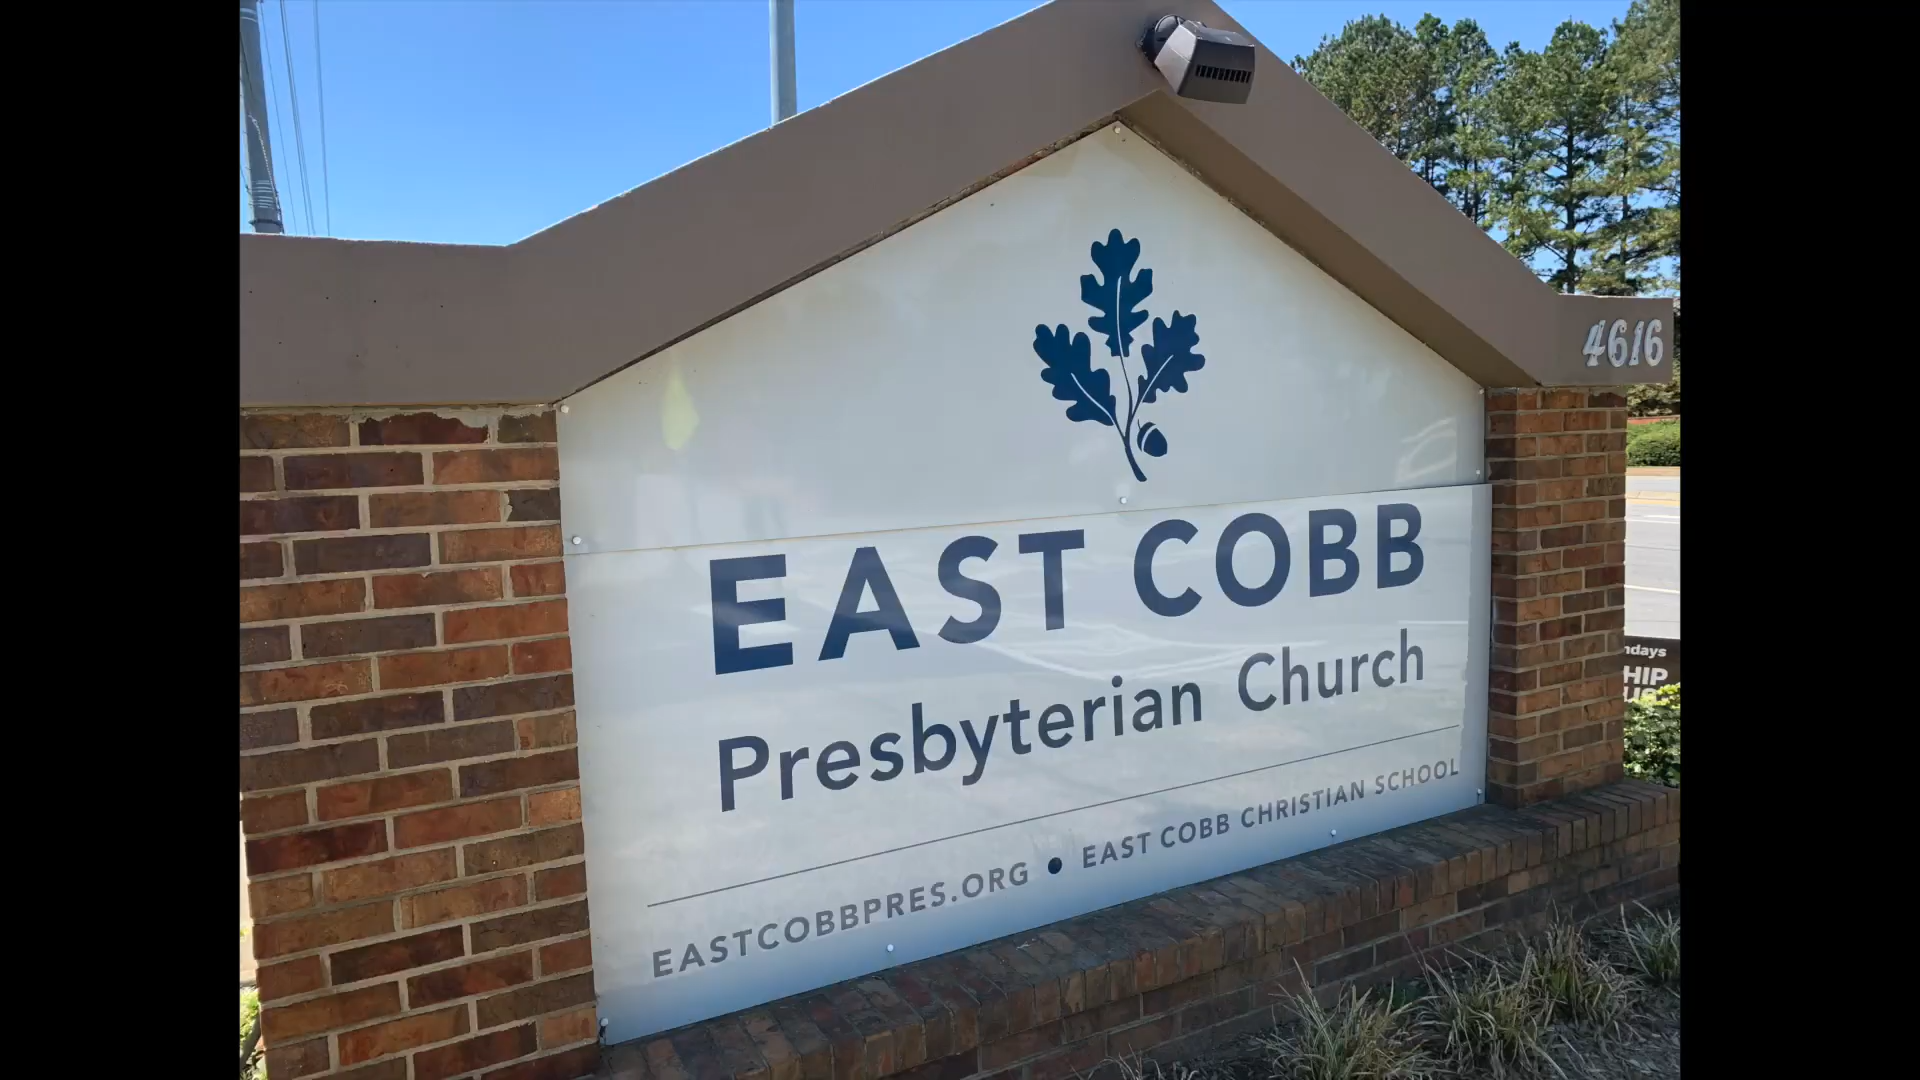 4616
EAST COBB
Presbyterian Church
EASTCOBBPRES.ORG • EAST COBB CHRISTIAN SCHOOL